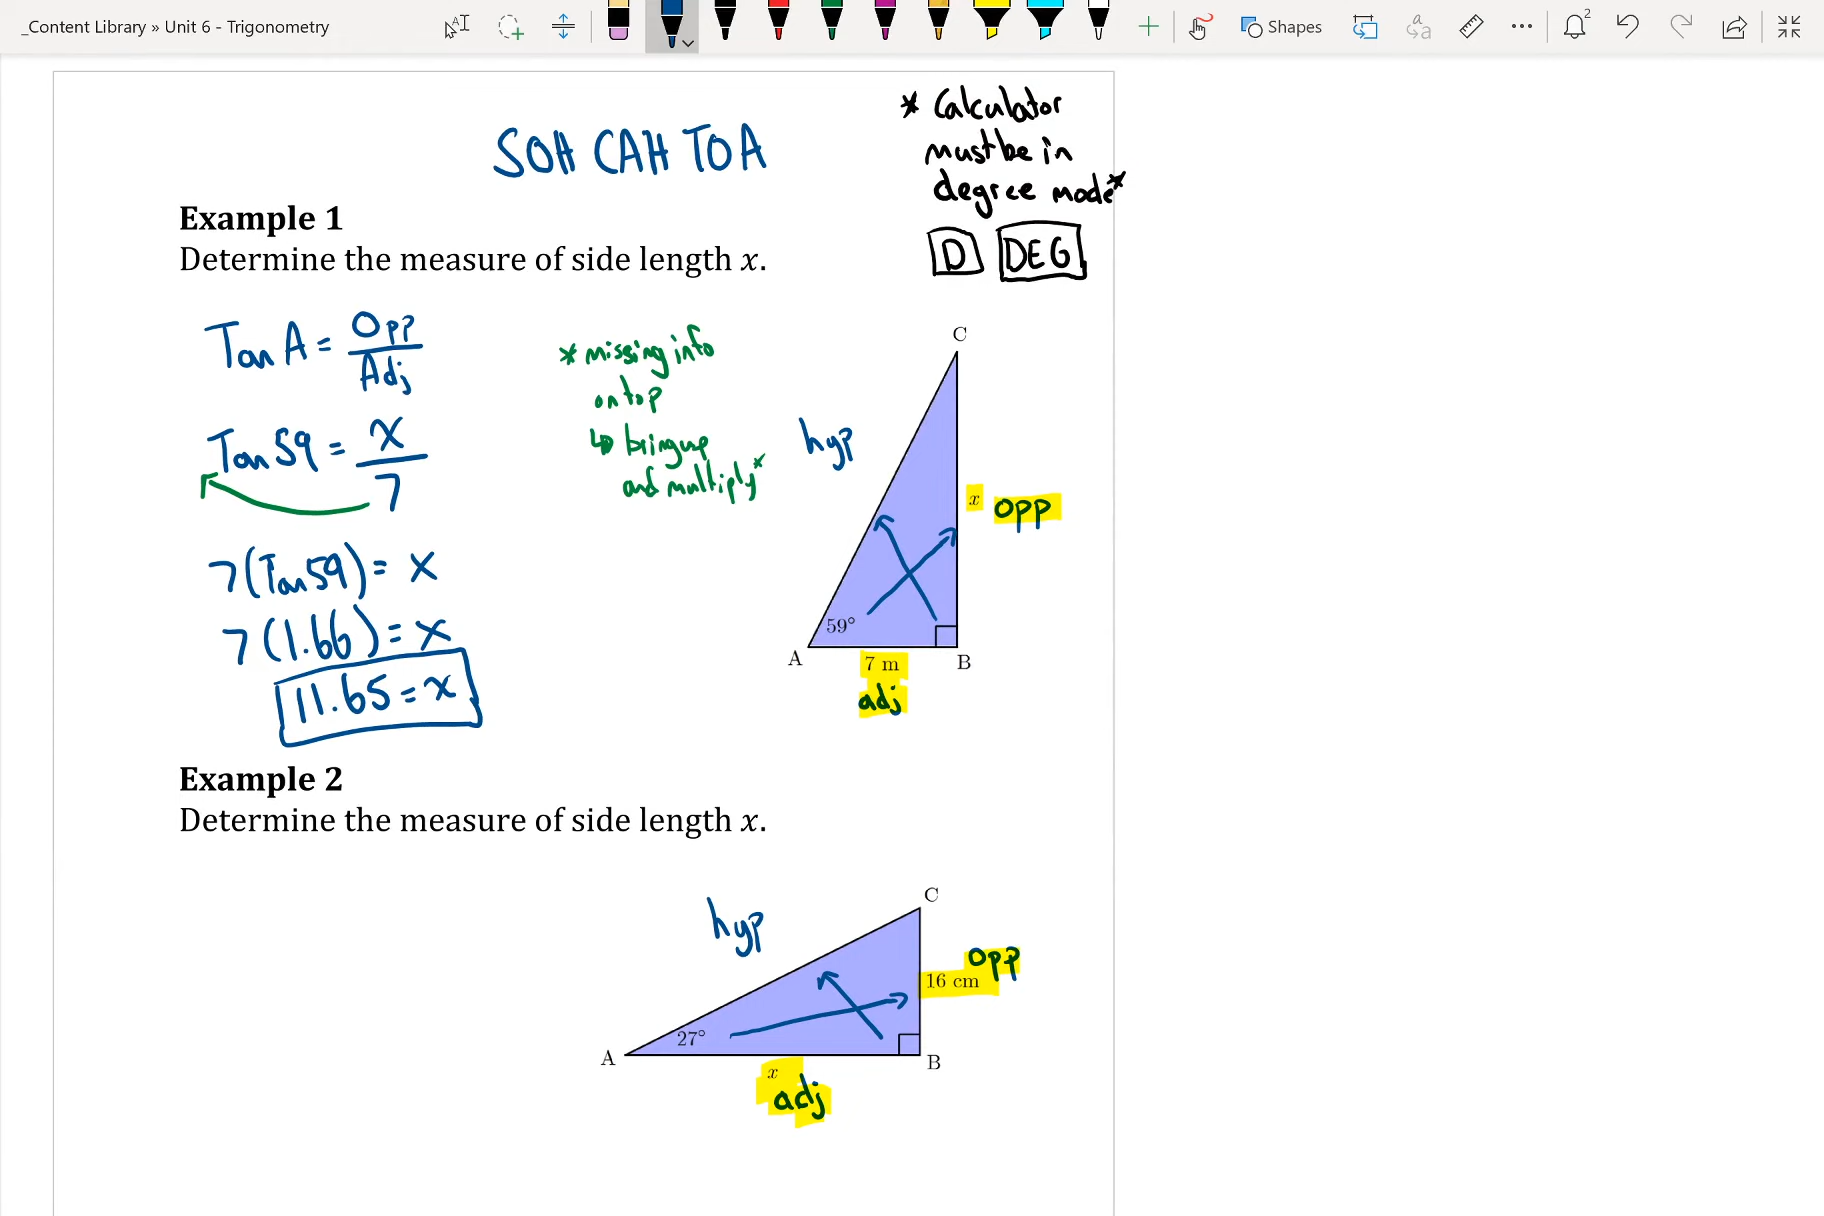 _Content Library » Unit 6 - Trigonometry
Shapes
2
* Calculator
must be in
degree mode*
D DEG
SOH CAH TOA
Example 1
Determine the measure of side length x.
Tan A = Opp
Adj
Tan 59 = x
7
7(Tan 59) = x
7(1.66) = x
11.65 = x
* missing info
on top
↳ bring up
and multiply*
C
hyp
x opp
59°
A
7 m
B
adj
Example 2
Determine the measure of side length x.
C
hyp
opp
16 cm
27°
A
B
x
adj